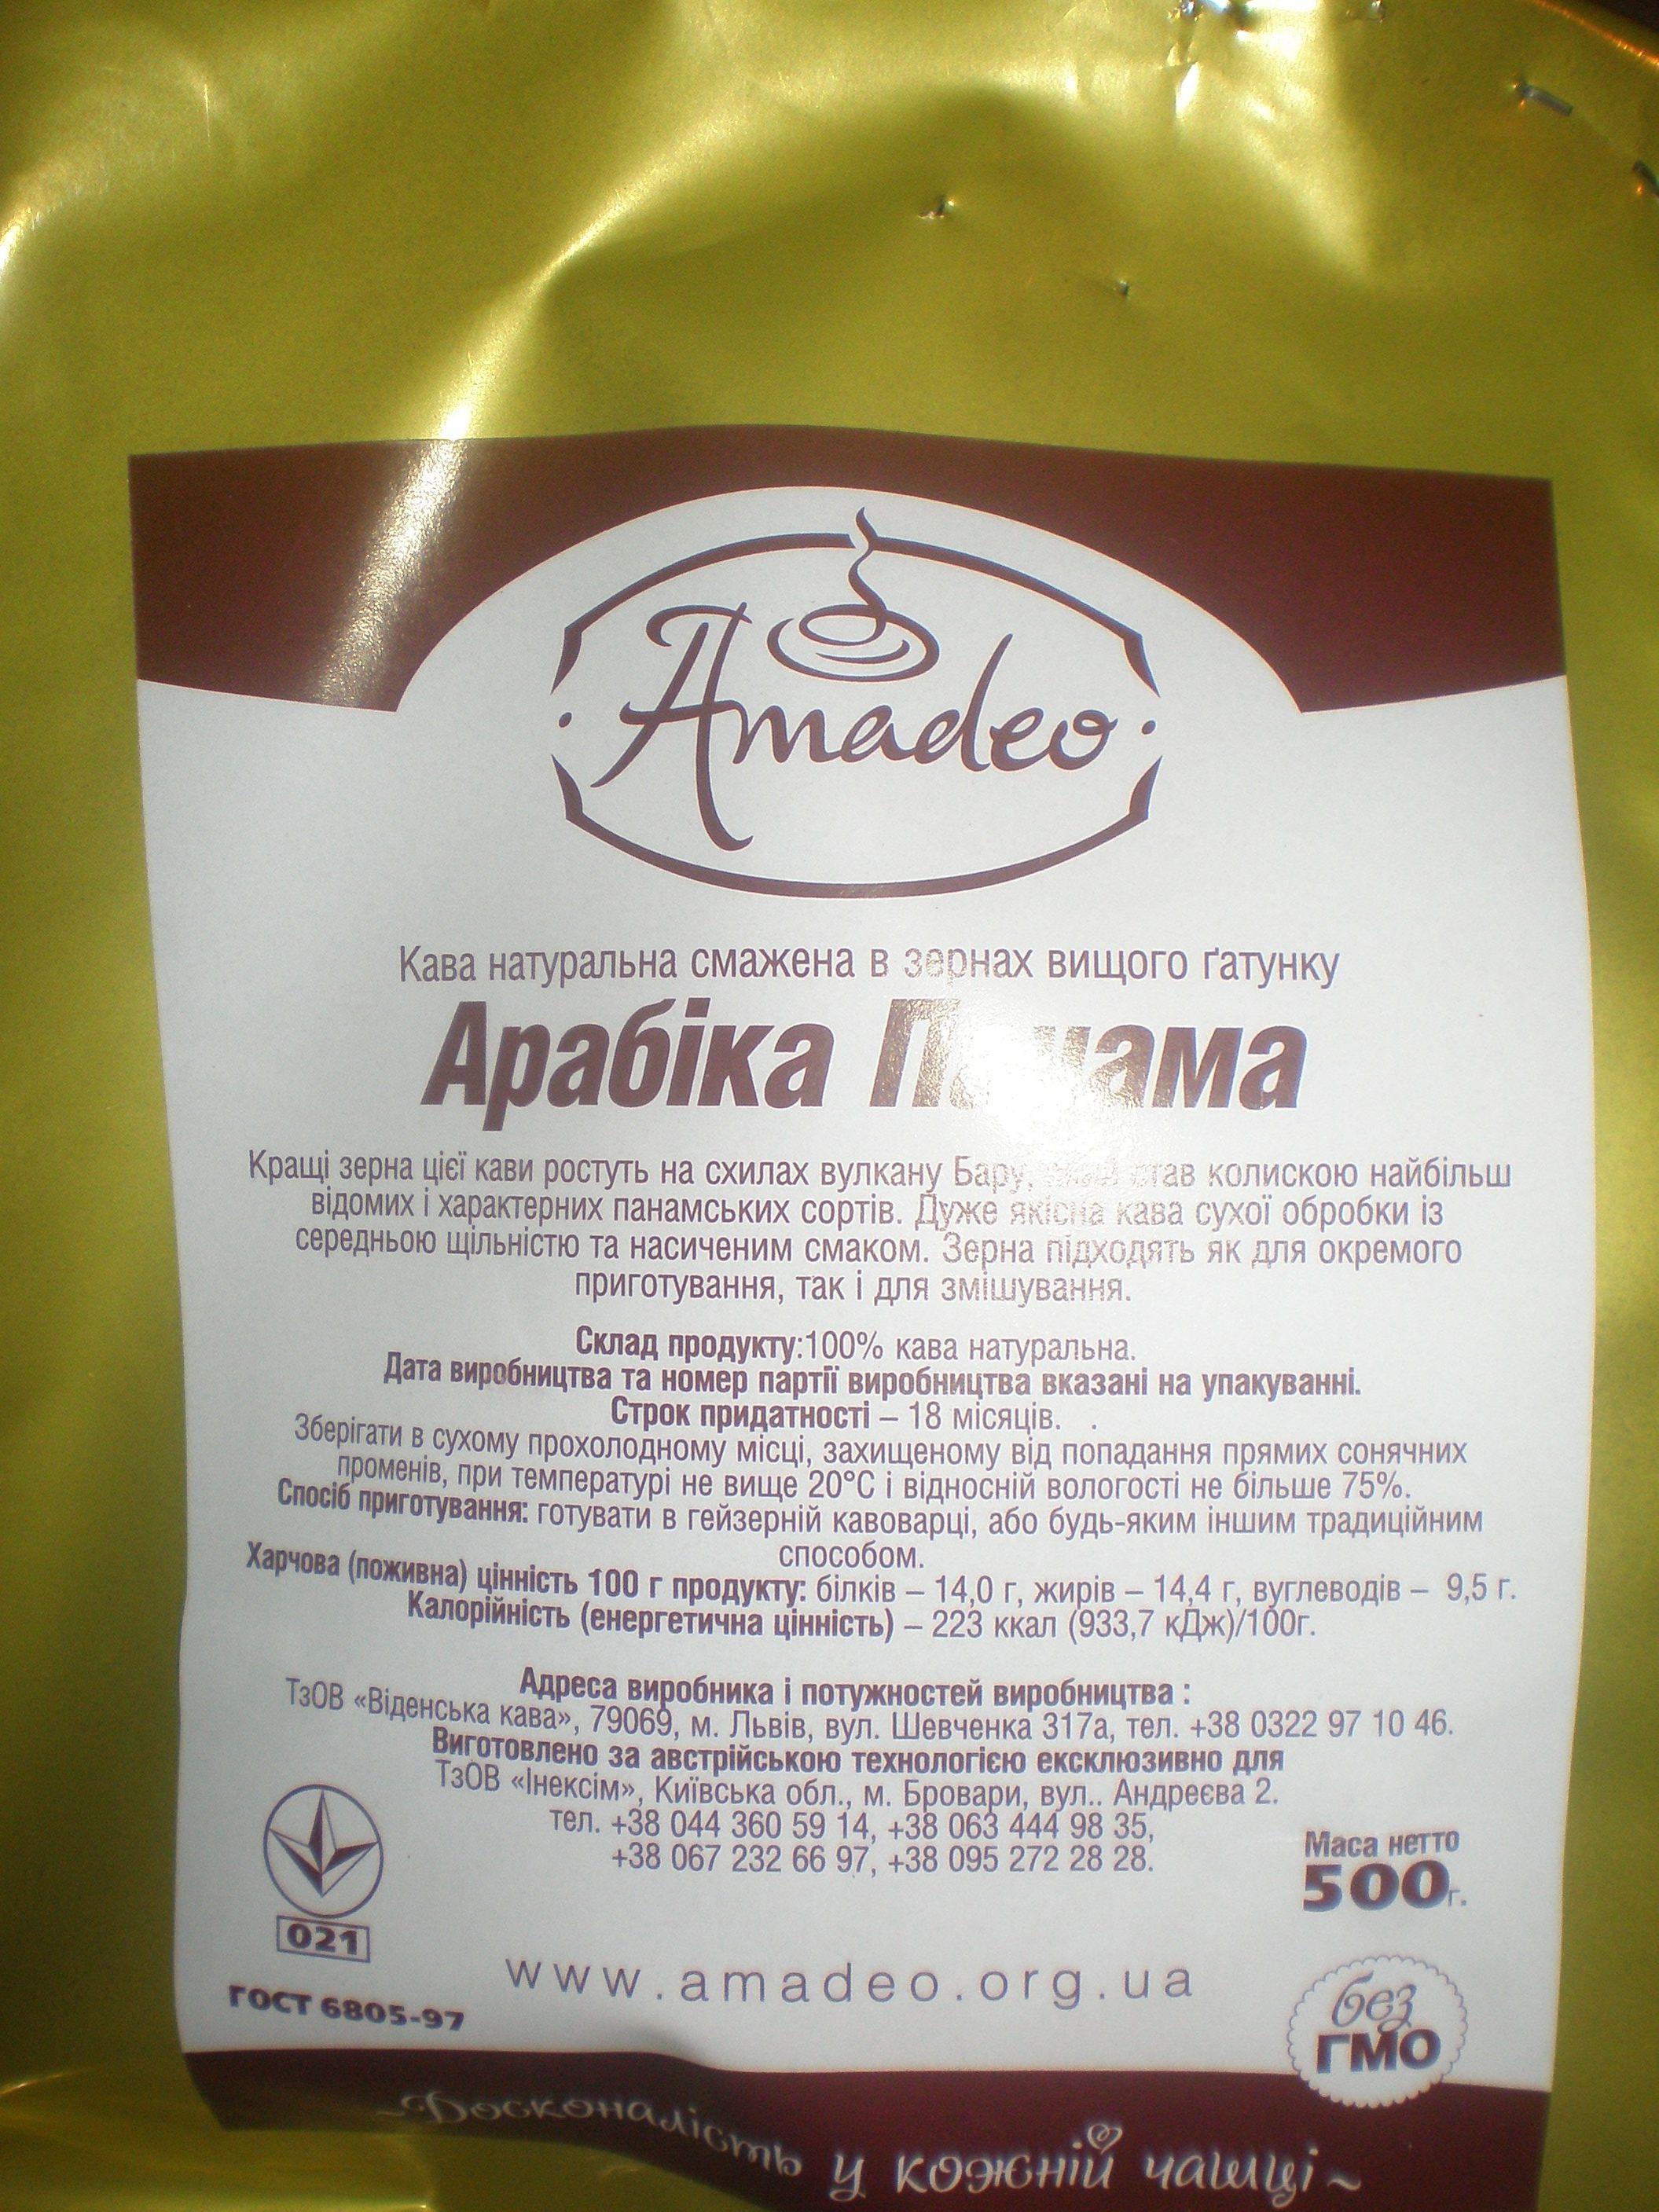 Amadeo
Кава натуральна смажена в зернах вищого ґатунку
Арабіка Панама
Кращі зерна цієї кави ростуть на схилах вулкану Бару, який став колискою найбільш
відомих і характерних панамських сортів. Дуже якісна кава сухої обробки із
середньою щільністю та насиченим смаком. Зерна підходять як для окремого
приготування, так і для змішування.
Склад продукту:100% кава натуральна.
Дата виробництва та номер партії виробництва вказані на упакуванні.
Строк придатності – 18 місяців. .
Зберігати в сухому прохолодному місці, захищеному від попадання прямих сонячних
променів, при температурі не вище 20°C і відносній вологості не більше 75%.
Спосіб приготування: готувати в гейзерній кавоварці, або будь-яким іншим традиційним
способом.
Харчова (поживна) цінність 100 г продукту: білків – 14,0 г, жирів – 14,4 г, вуглеводів – 9,5 г.
Калорійність (енергетична цінність) – 223 ккал (933,7 кДж)/100г.
Адреса виробника і потужностей виробництва :
ТзОВ «Віденська кава», 79069, м. Львів, вул. Шевченка 317а, тел. +38 0322 97 10 46.
Виготовлено за австрійською технологією ексклюзивно для
ТзОВ «Інексім», Київська обл., м. Бровари, вул.. Андреєва 2.
тел. +38 044 360 59 14, +38 063 444 98 35,
+38 067 232 66 97, +38 095 272 28 28.
Маса нетто
500г.
021
www.amadeo.org.ua
ГОСТ 6805-97
без
ГМО
~Досконалість у кожній чашці~